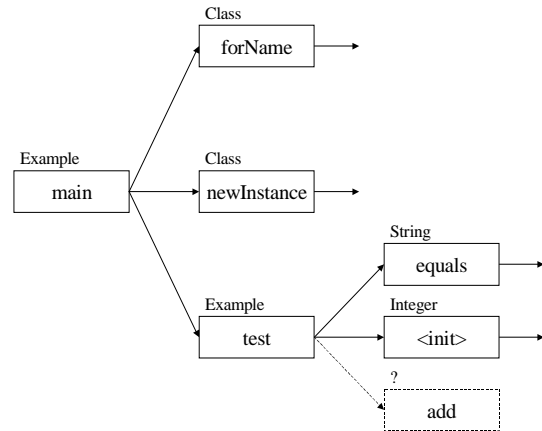 Class
forName
Example
main
Class
newInstance
Example
test
String
equals
Integer
<init>
?
add